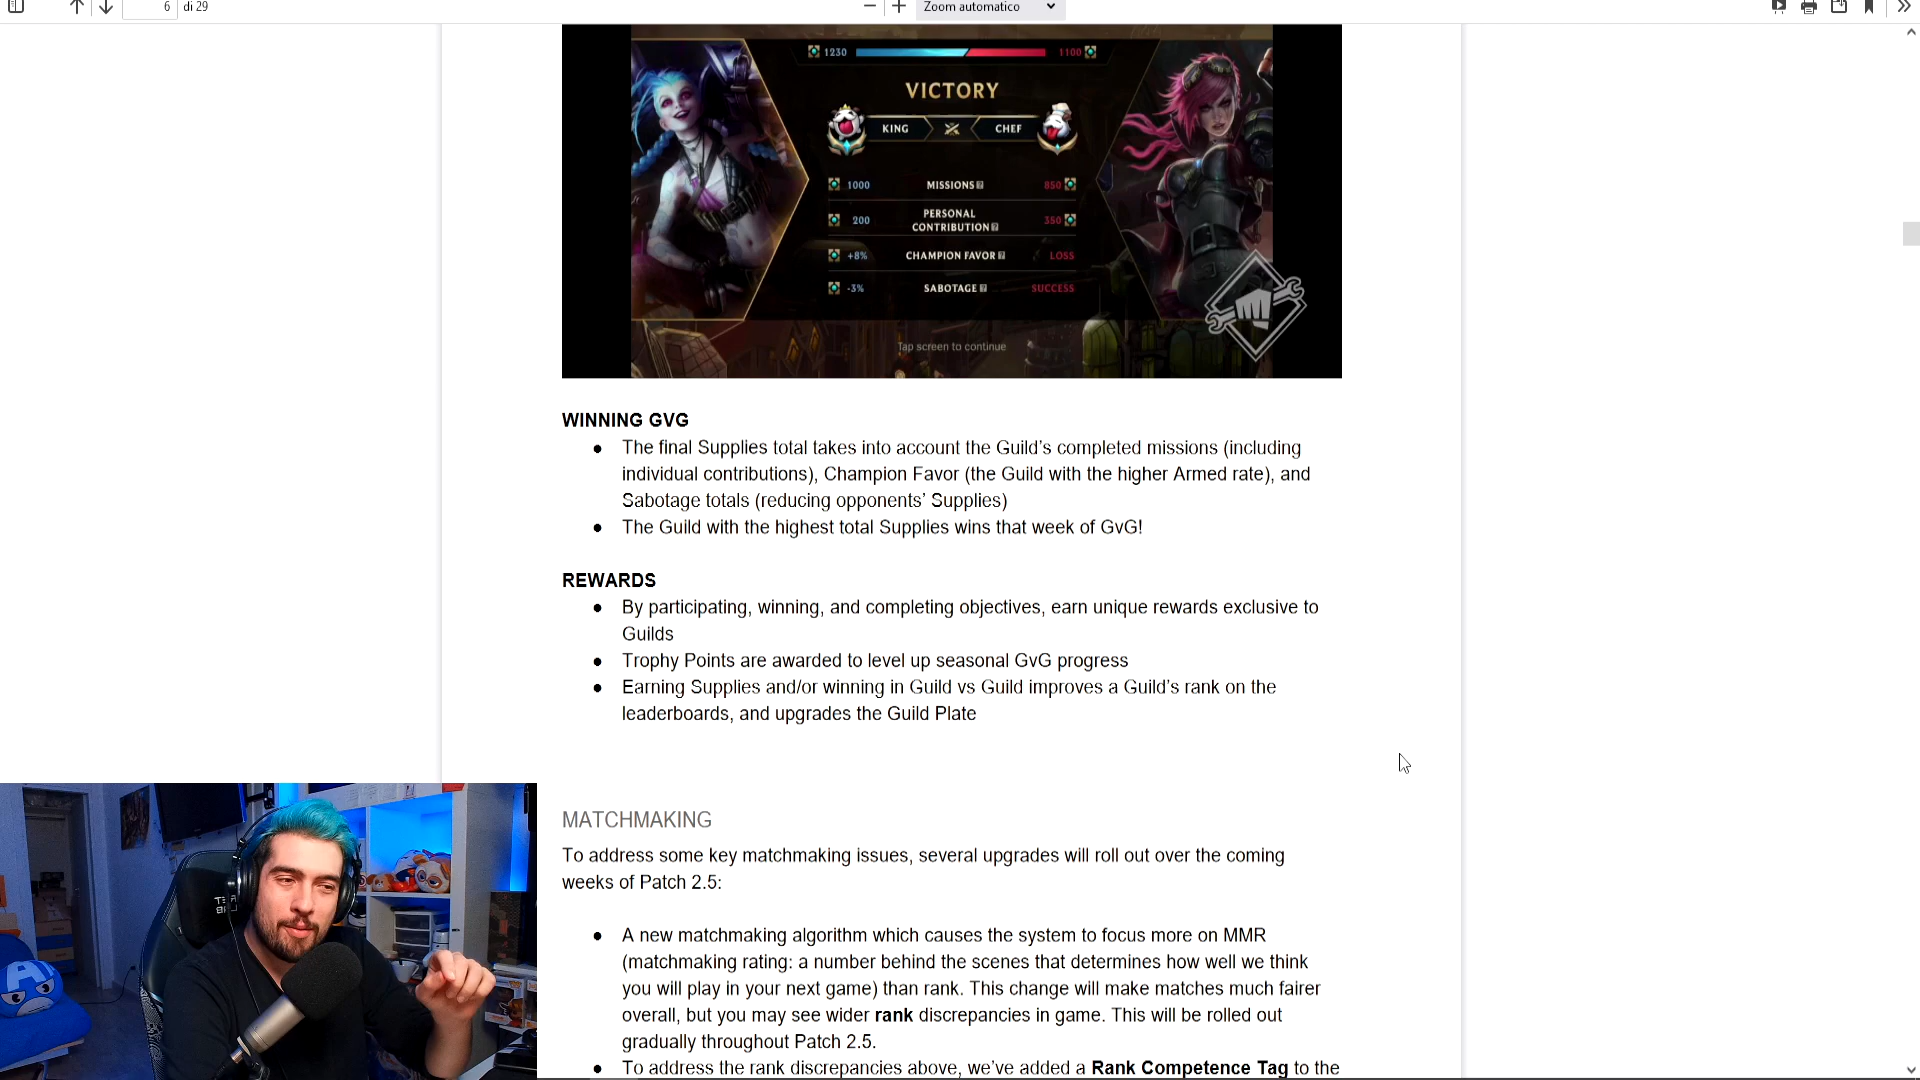 6 di 29 Zoom automatico
1230 1100
VICTORY
KING CHEF
1000 MISSIONS 850
200 PERSONAL CONTRIBUTION 350
+8% CHAMPION FAVOR LOSS
-3% SABOTAGE SUCCESS
Tap screen to continue
WINNING GVG
● The final Supplies total takes into account the Guild’s completed missions (including
individual contributions), Champion Favor (the Guild with the higher Armed rate), and
Sabotage totals (reducing opponents’ Supplies)
● The Guild with the highest total Supplies wins that week of GvG!
REWARDS
● By participating, winning, and completing objectives, earn unique rewards exclusive to
Guilds
● Trophy Points are awarded to level up seasonal GvG progress
● Earning Supplies and/or winning in Guild vs Guild improves a Guild’s rank on the
leaderboards, and upgrades the Guild Plate
MATCHMAKING
To address some key matchmaking issues, several upgrades will roll out over the coming
weeks of Patch 2.5:
● A new matchmaking algorithm which causes the system to focus more on MMR
(matchmaking rating: a number behind the scenes that determines how well we think
you will play in your next game) than rank. This change will make matches much fairer
overall, but you may see wider rank discrepancies in game. This will be rolled out
gradually throughout Patch 2.5.
● To address the rank discrepancies above, we’ve added a Rank Competence Tag to the